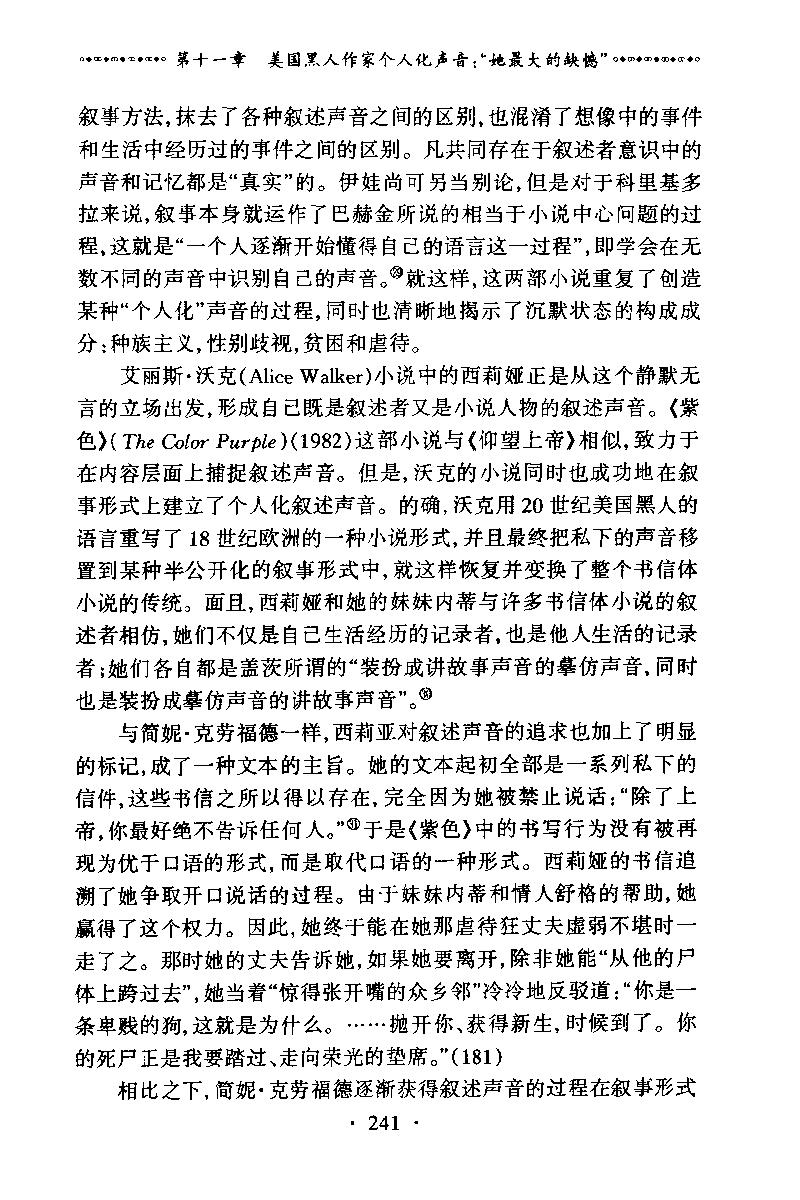 第十一章 美国黑人作家个人化声音:“她最大的缺憾”
叙事方法,抹去了各种叙述声音之间的区别,也混淆了想像中的事件
和生活中经历过的事件之间的区别。凡共同存在于叙述者意识中的
声音和记忆都是“真实”的。伊娃尚可另当别论,但是对于科里基多
拉来说,叙事本身就运作了巴赫金所说的相当于小说中心问题的过
程,这就是“一个人逐渐开始懂得自己的语言这一过程”,即学会在无
数不同的声音中识别自己的声音。就这样,这两部小说重复了创造
某种“个人化”声音的过程,同时也清晰地揭示了沉默状态的构成成
分:种族主义,性别歧视,贫困和虐待。
艾丽斯·沃克(Alice Walker)小说中的西莉娅正是从这个静默无
言的立场出发,形成自己既是叙述者又是小说人物的叙述声音。《紫
色》(The Color Purple)(1982)这部小说与《仰望上帝》相似,致力于
在内容层面上捕捉叙述声音。但是,沃克的小说同时也成功地在叙
事形式上建立了个人化叙述声音。的确,沃克用 20 世纪美国黑人的
语言重写了 18 世纪欧洲的一种小说形式,并且最终把私下的声音移
置到某种半公开化的叙事形式中,就这样恢复并变换了整个书信体
小说的传统。而且,西莉娅和她的妹妹内蒂与许多书信体小说的叙
述者相仿,她们不仅是自己生活经历的记录者,也是他人生活的记录
者;她们各自都是盖茨所谓的“装扮成讲故事声音的摹仿声音,同时
也是装扮成摹仿声音的讲故事声音”。㉚
与简妮·克劳福德一样,西莉亚对叙述声音的追求也加上了明显
的标记,成了一种文本的主旨。她的文本起初全部是一系列私下的
信件,这些书信之所以得以存在,完全因为她被禁止说话:“除了上
帝,你最好绝不告诉任何人。”㉛于是《紫色》中的书写行为没有被再
现为优于口语的形式,而是取代口语的一种形式。西莉娅的书信追
溯了她争取开口说话的过程。由于妹妹内蒂和情人舒格的帮助,她
赢得了这个权力。因此,她终于能在她那虐待狂丈夫虚弱不堪时一
走了之。那时她的丈夫告诉她,如果她要离开,除非她能“从他的尸
体上跨过去”,她当着“惊得张开嘴的众乡邻”冷冷地反驳道:“你是一
条卑贱的狗,这就是为什么。……抛开你、获得新生,时候到了。你
的死尸正是我要踏过、走向荣光的垫席。”(181)
相比之下,简妮·克劳福德逐渐获得叙述声音的过程在叙事形式
· 241 ·